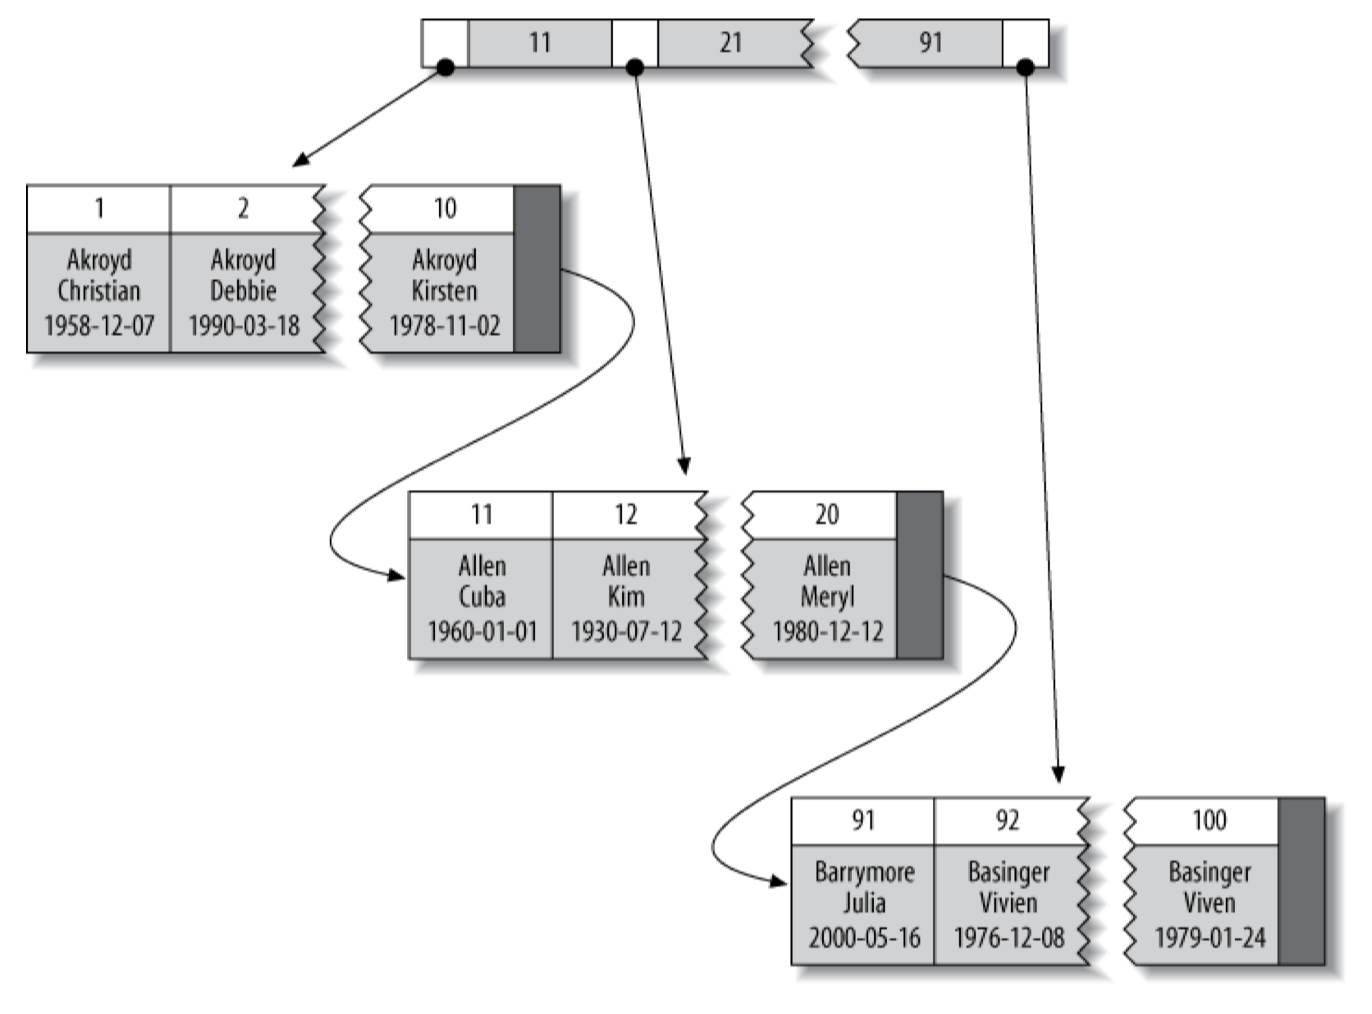 11 21 91
1 2 10
Akroyd Akroyd Akroyd
Christian Debbie Kirsten
1958-12-07 1990-03-18 1978-11-02
11 12 20
Allen Allen Allen
Cuba Kim Meryl
1960-01-01 1930-07-12 1980-12-12
91 92 100
Barrymore Basinger Basinger
Julia Vivien Viven
2000-05-16 1976-12-08 1979-01-24